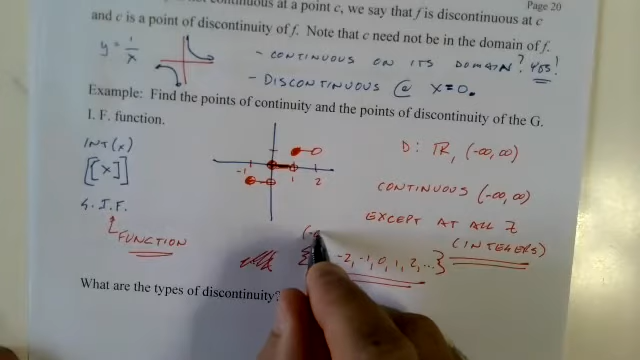 Page 20
continuous at a point c, we say that f is discontinuous at c
and c is a point of discontinuity of f. Note that c need not be in the domain of f.
y = 1/x
- CONTINUOUS ON ITS DOMAIN? YES!
- DISCONTINUOUS @ X=0.
Example: Find the points of continuity and the points of discontinuity of the G.
I. F. function.
INT(x)
[[x]]
G.I.F.
FUNCTION
-1 1 2
D: ℝ, (-∞,∞)
CONTINUOUS (-∞,∞)
EXCEPT AT ALL Z
(INTEGERS)
{ -2, -1, 0, 1, 2, ...}
What are the types of discontinuity?